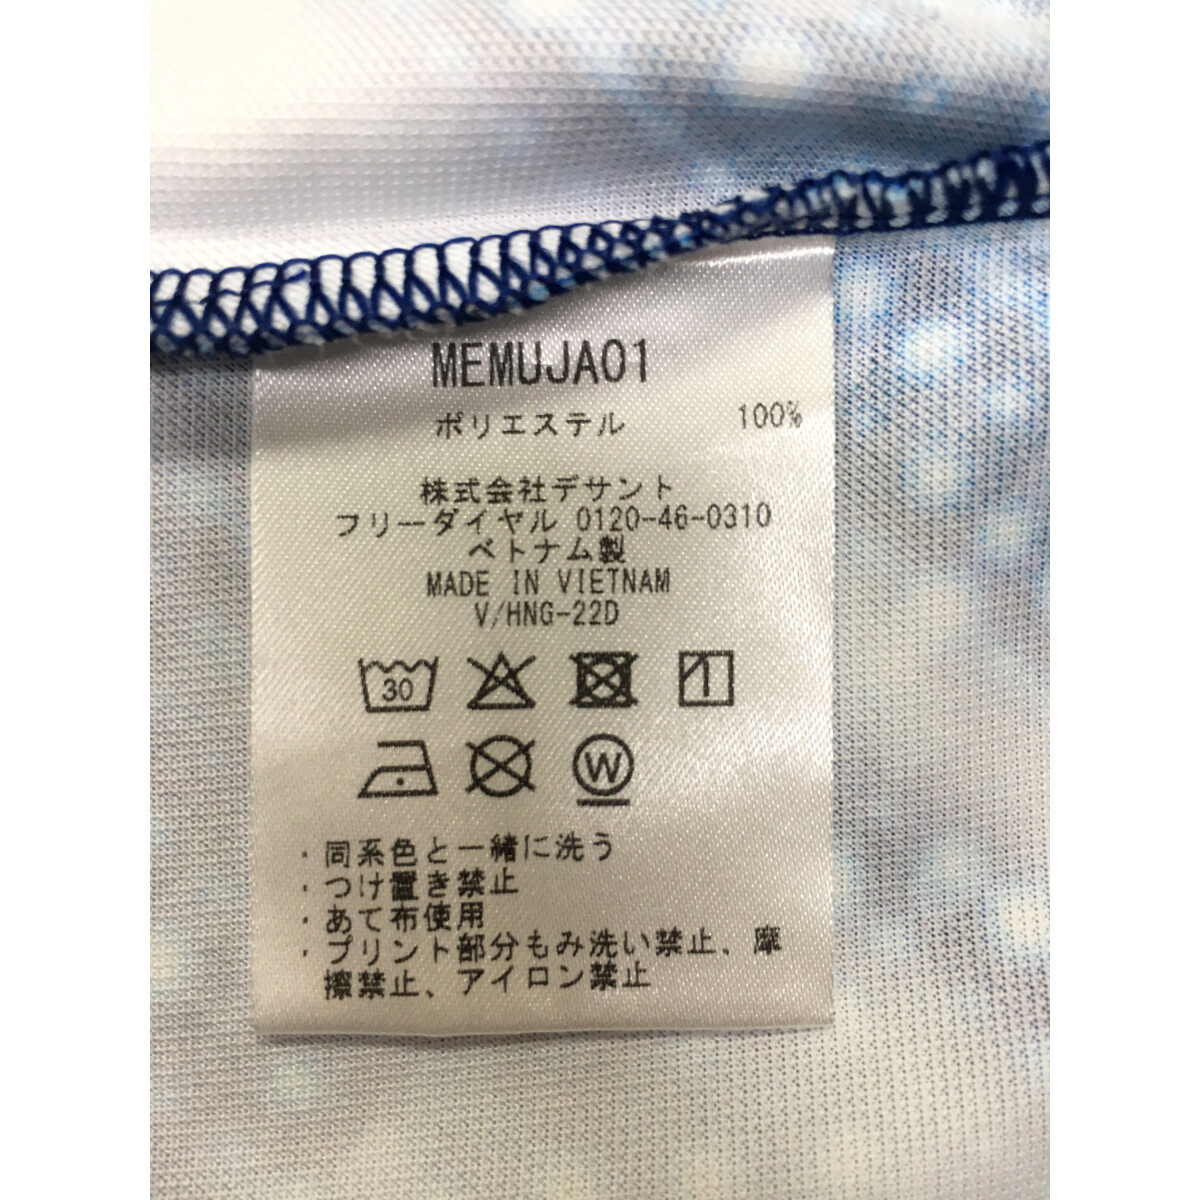 MEMUJA01
ポリエステル 100%
株式会社デサント
フリーダイヤル 0120-46-0310
ベトナム製
MADE IN VIETNAM
V/HNG-22D
30
W
・同系色と一緒に洗う
・つけ置き禁止
・あて布使用
・プリント部分もみ洗い禁止、摩
擦禁止、アイロン禁止